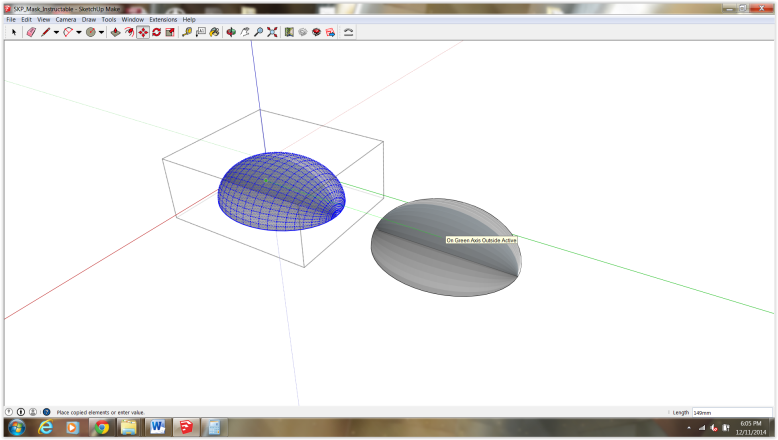 SKP_Mask_Instructable - SketchUp Make
File Edit View Camera Draw Tools Window Extensions Help
On Green Axis Outside Active
Place copied elements or enter value.
Length 149mm
6:05 PM
12/11/2014